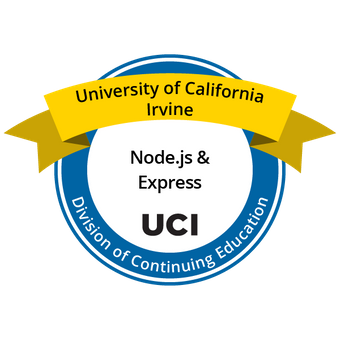 University of California
Irvine
Node.js &
Express
UCI
Division of Continuing Education